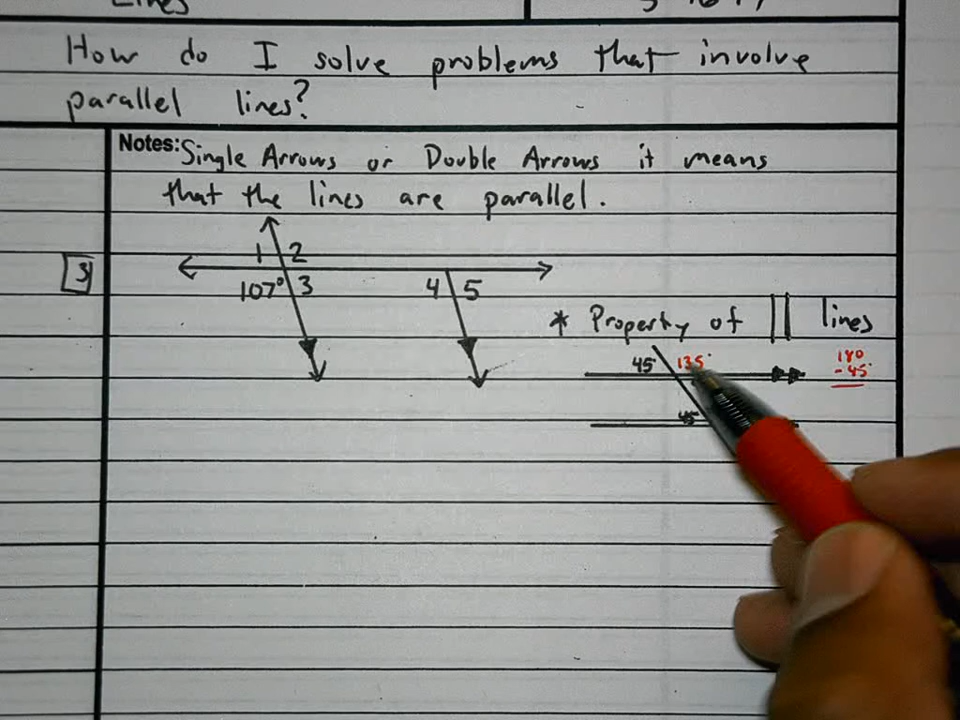 Lines
How do I solve problems that involve
parallel lines?
Notes: Single Arrows or Double Arrows it means
that the lines are parallel.
1 2
3
107° 3
4 5
* Property of || lines
45° 135°
180
-45°
45°